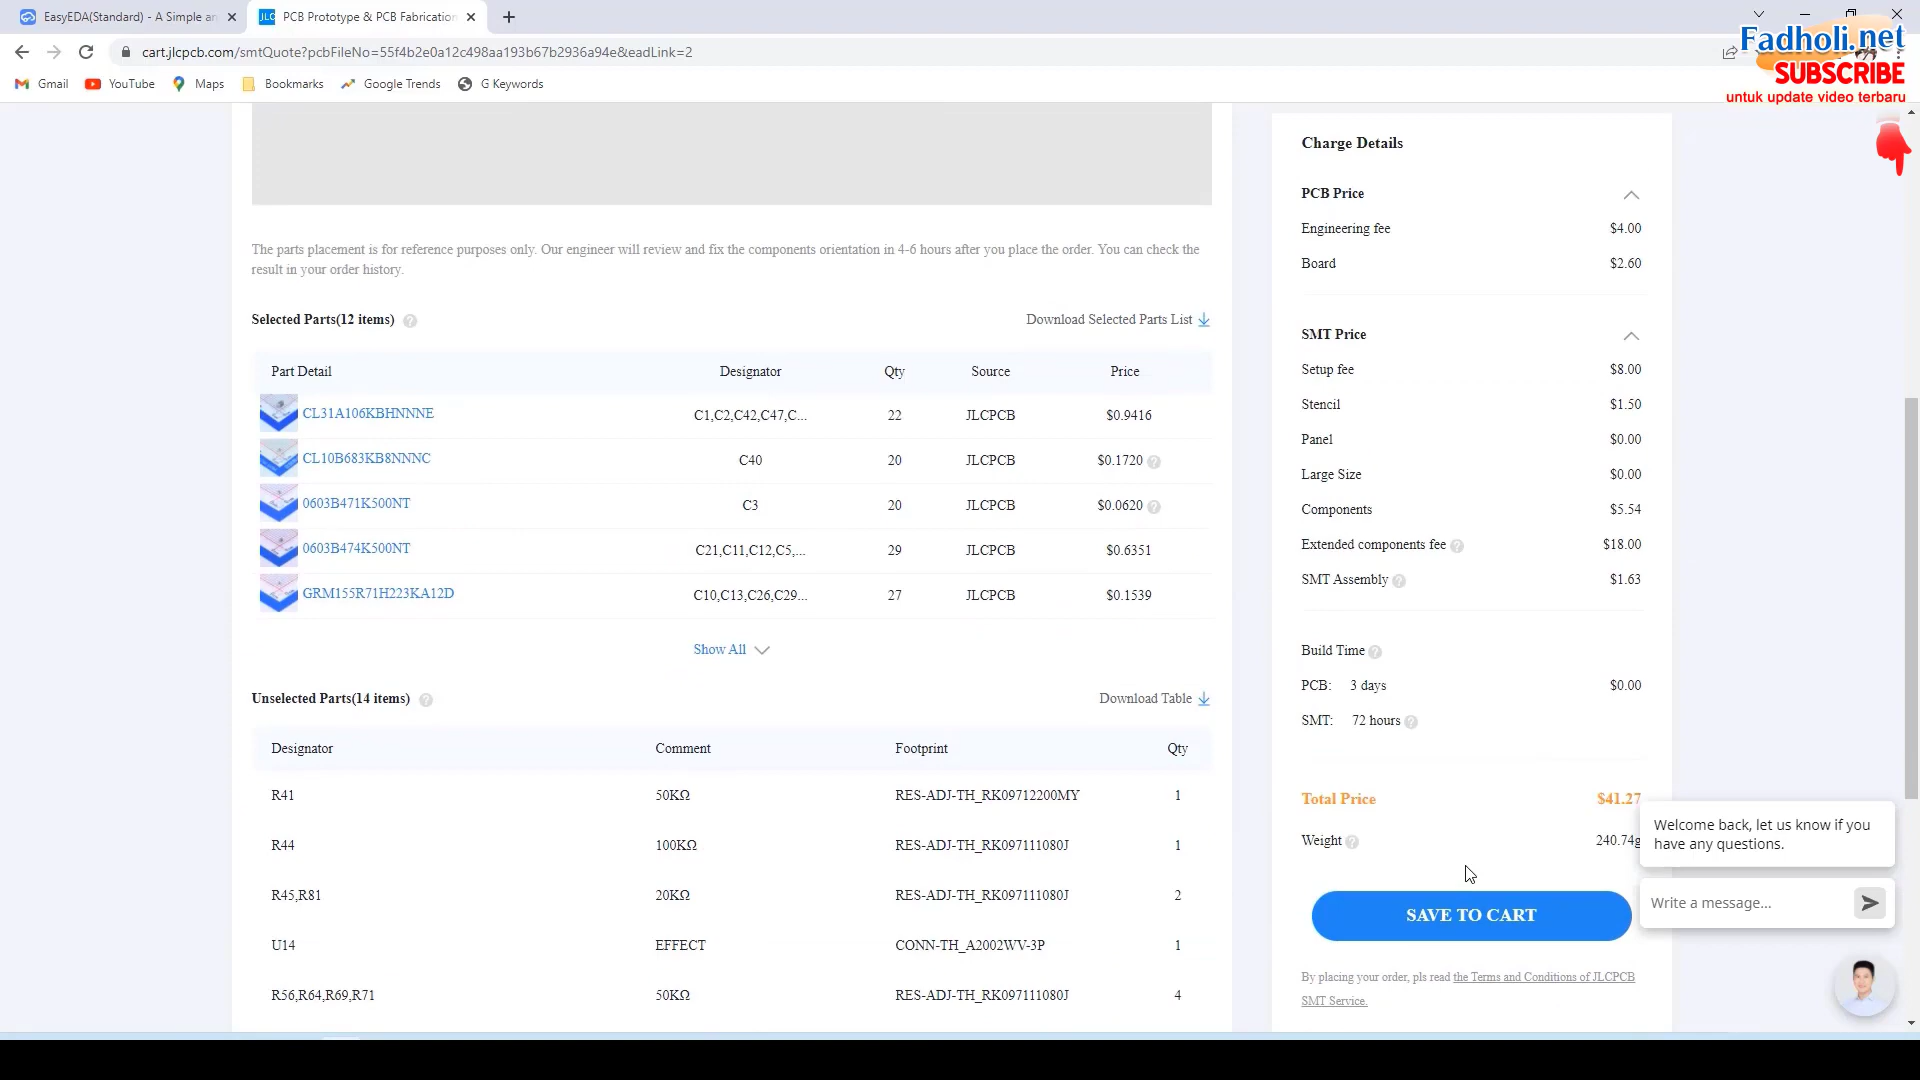 EasyEDA(Standard) - A Simple an
JLC PCB Prototype & PCB Fabrication
cart.jlcpcb.com/smtQuote?pcbFileNo=55f4b2e0a12c498aa193b67b2936a94e&eadLink=2
Gmail YouTube Maps Bookmarks Google Trends G Keywords
Fadholi.net
SUBSCRIBE
untuk update video terbaru
The parts placement is for reference purposes only. Our engineer will review and fix the components orientation in 4-6 hours after you place the order. You can check the
result in your order history.
Selected Parts(12 items) ? Download Selected Parts List
Part Detail Designator Qty Source Price
CL31A106KBHNNNE C1,C2,C42,C47,C... 22 JLCPCB $0.9416
CL10B683KB8NNNC C40 20 JLCPCB $0.1720 ?
0603B471K500NT C3 20 JLCPCB $0.0620 ?
0603B474K500NT C21,C11,C12,C5,... 29 JLCPCB $0.6351
GRM155R71H223KA12D C10,C13,C26,C29... 27 JLCPCB $0.1539
Show All
Unselected Parts(14 items) ? Download Table
Designator Comment Footprint Qty
R41 50KΩ RES-ADJ-TH_RK09712200MY 1
R44 100KΩ RES-ADJ-TH_RK097111080J 1
R45,R81 20KΩ RES-ADJ-TH_RK097111080J 2
U14 EFFECT CONN-TH_A2002WV-3P 1
R56,R64,R69,R71 50KΩ RES-ADJ-TH_RK097111080J 4
Charge Details
PCB Price
Engineering fee $4.00
Board $2.60
SMT Price
Setup fee $8.00
Stencil $1.50
Panel $0.00
Large Size $0.00
Components $5.54
Extended components fee ? $18.00
SMT Assembly ? $1.63
Build Time ?
PCB: 3 days $0.00
SMT: 72 hours ?
Total Price $41.27
Weight ? 240.74g
SAVE TO CART
By placing your order, pls read the Terms and Conditions of JLCPCB
SMT Service.
Welcome back, let us know if you
have any questions.
Write a message...